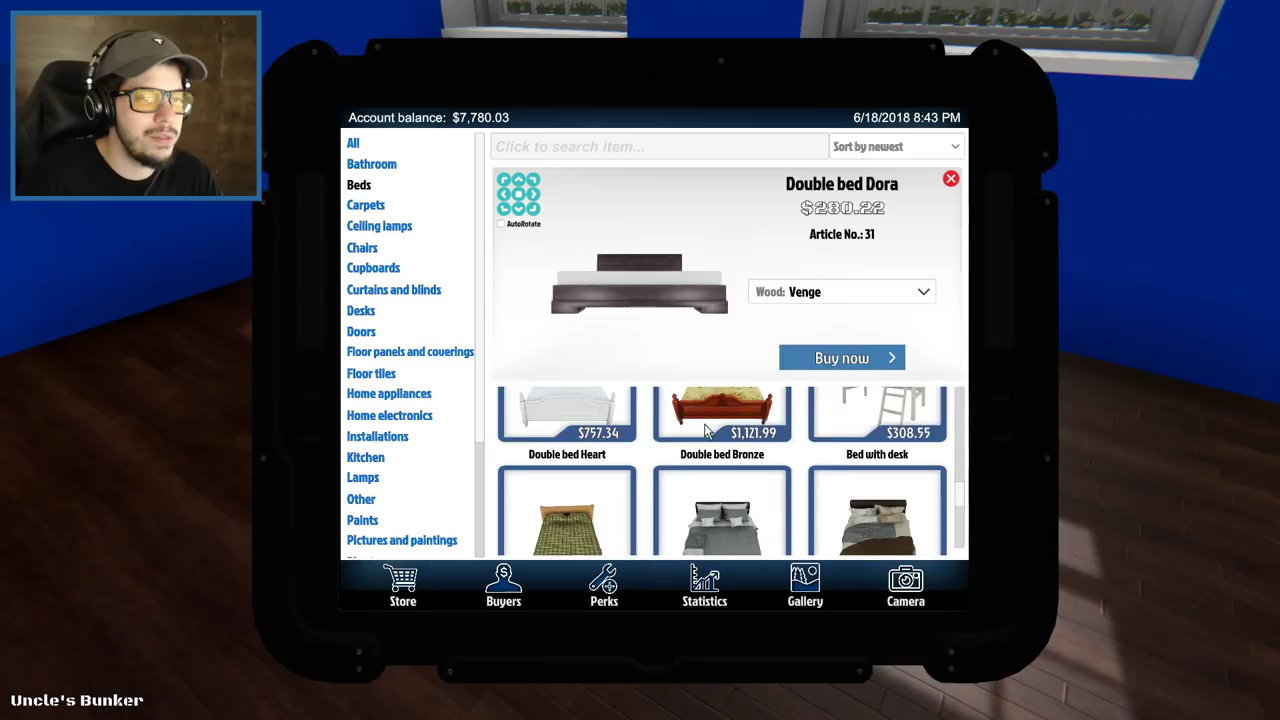 Account balance: $7,780.03
6/18/2018 8:43 PM
All
Bathroom
Beds
Carpets
Ceiling lamps
Chairs
Cupboards
Curtains and blinds
Desks
Doors
Floor panels and coverings
Floor tiles
Home appliances
Home electronics
Installations
Kitchen
Lamps
Other
Paints
Pictures and paintings
Click to search item...
Sort by newest
AutoRotate
Double bed Dora
$280.22
Article No.: 31
Wood: Venge
Buy now
$757.34
$1,121.99
$308.55
Double bed Heart
Double bed Bronze
Bed with desk
Store
Buyers
Perks
Statistics
Gallery
Camera
Uncle's Bunker